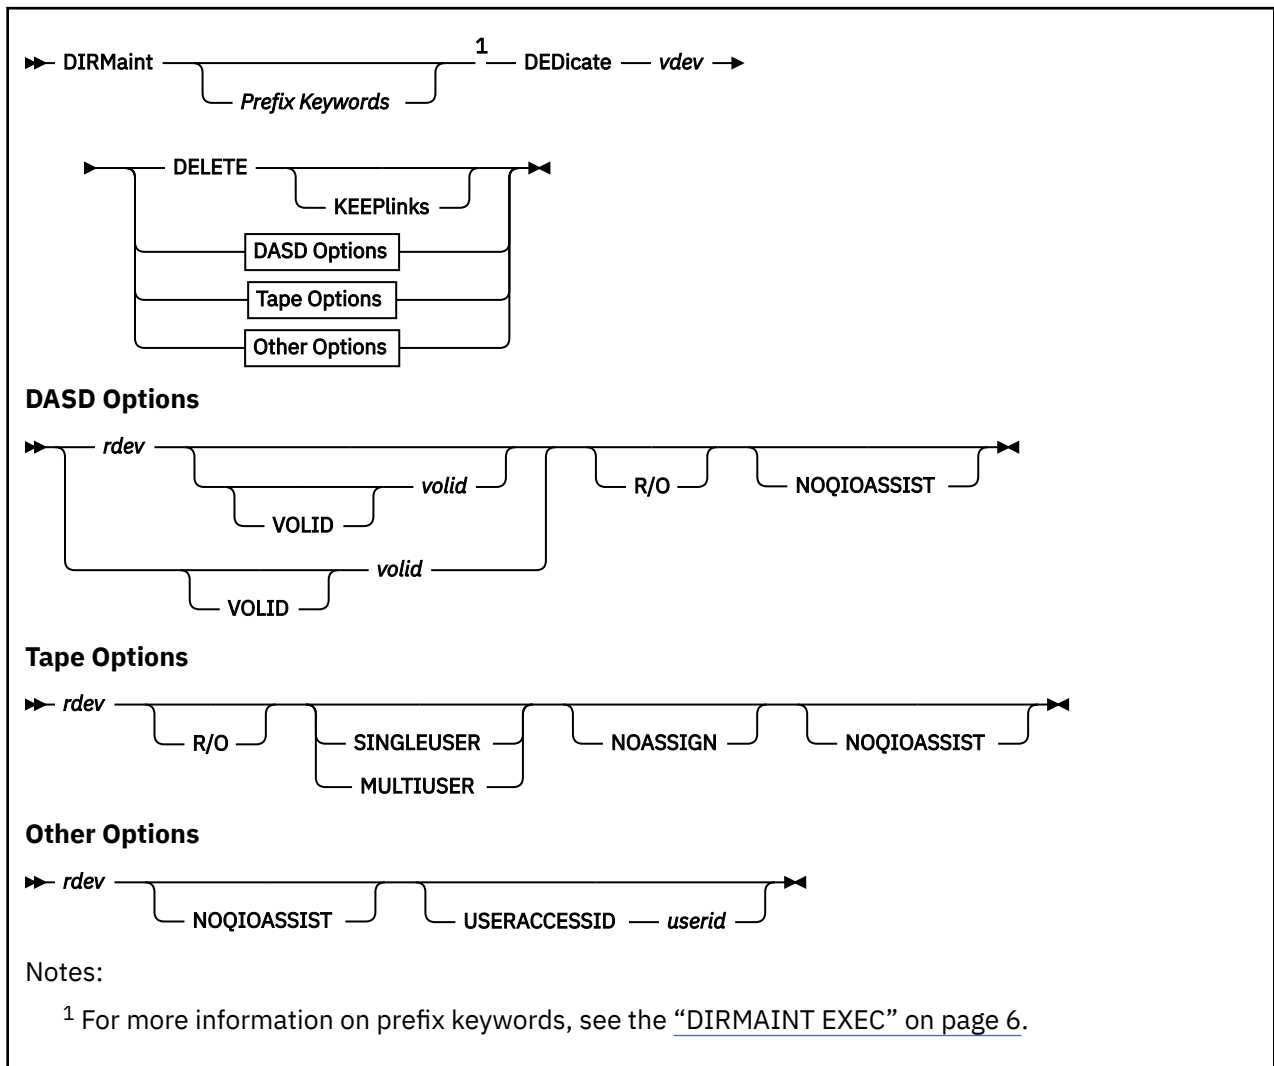 DIRMaint 1 DEDicate vdev
Prefix Keywords
DELETE
KEEPlinks
DASD Options
Tape Options
Other Options
DASD Options
rdev
volid R/O NOQIOASSIST
VOLID
volid
VOLID
Tape Options
rdev
R/O SINGLEUSER NOASSIGN NOQIOASSIST
MULTIUSER
Other Options
rdev
NOQIOASSIST USERACCESSID userid
Notes:
1 For more information on prefix keywords, see the “DIRMAINT EXEC” on page 6.